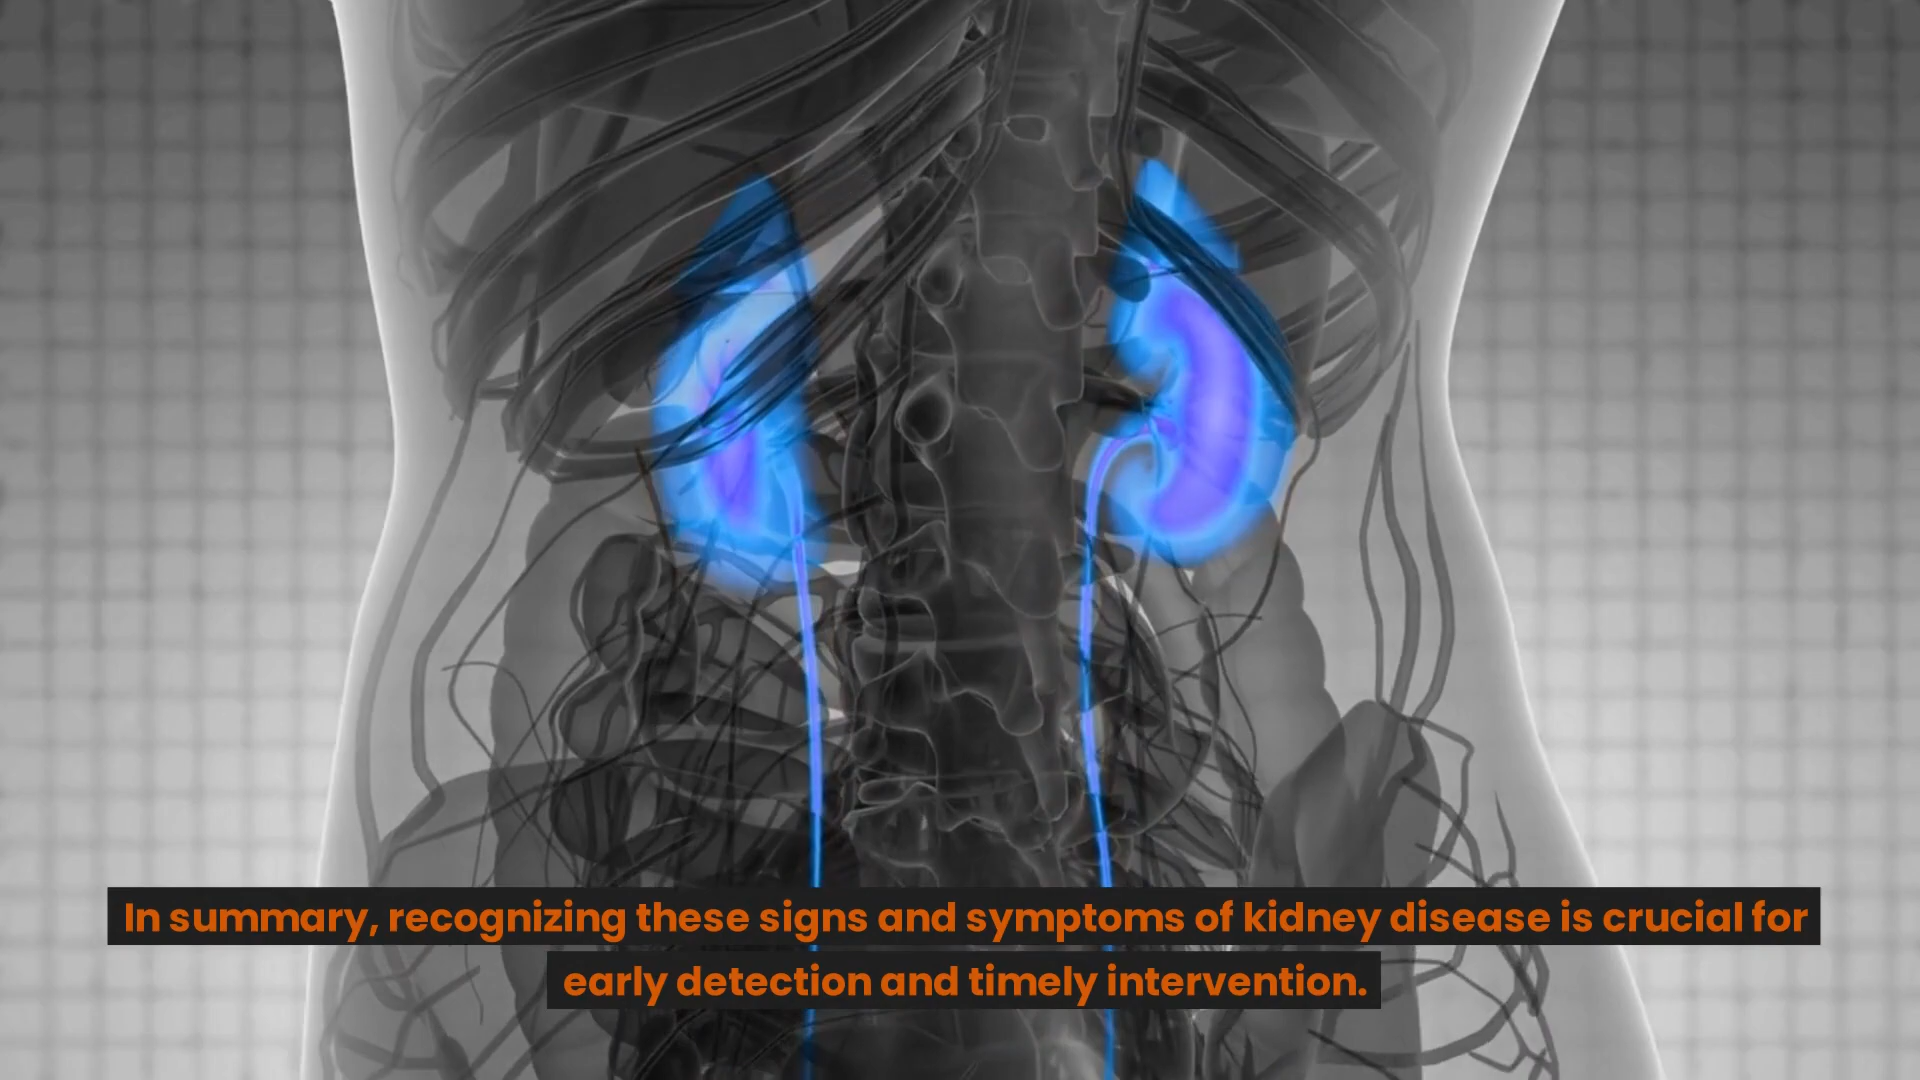 In summary, recognizing these signs and symptoms of kidney disease is crucial for
early detection and timely intervention.